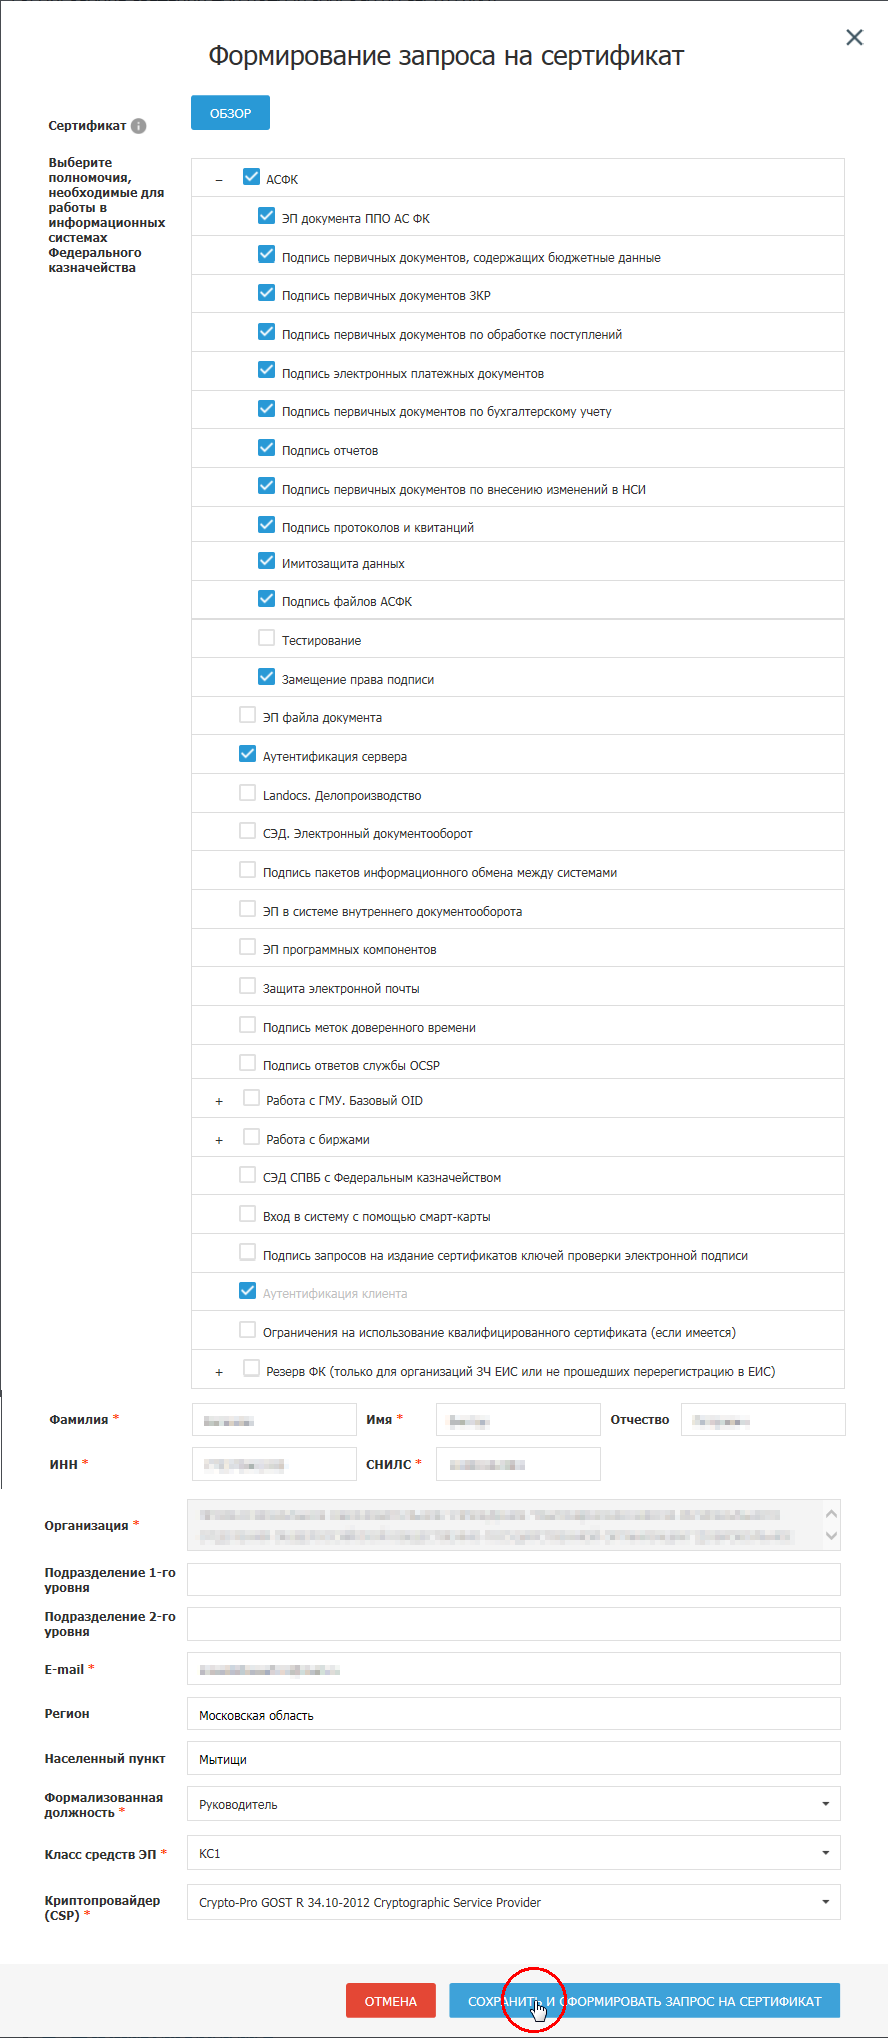 Формирование запроса на сертификат
Сертификат
ОБЗОР
Выберите
полномочия,
необходимые для
работы в
информационных
системах
Федерального
казначейства
− АСФК
ЭП документа ППО АС ФК
Подпись первичных документов, содержащих бюджетные данные
Подпись первичных документов ЗКР
Подпись первичных документов по обработке поступлений
Подпись электронных платежных документов
Подпись первичных документов по бухгалтерскому учету
Подпись отчетов
Подпись первичных документов по внесению изменений в НСИ
Подпись протоколов и квитанций
Имитозащита данных
Подпись файлов АСФК
Тестирование
Замещение права подписи
ЭП файла документа
Аутентификация сервера
Landocs. Делопроизводство
СЭД. Электронный документооборот
Подпись пакетов информационного обмена между системами
ЭП в системе внутреннего документооборота
ЭП программных компонентов
Защита электронной почты
Подпись меток доверенного времени
Подпись ответов службы OCSP
+ Работа с ГМУ. Базовый OID
+ Работа с биржами
СЭД СПВБ с Федеральным казначейством
Вход в систему с помощью смарт-карты
Подпись запросов на издание сертификатов ключей проверки электронной подписи
Аутентификация клиента
Ограничения на использование квалифицированного сертификата (если имеется)
+ Резерв ФК (только для организаций ЗЧ ЕИС или не прошедших перерегистрацию в ЕИС)
Фамилия * Имя * Отчество
ИНН * СНИЛС *
Организация *
Подразделение 1-го
уровня
Подразделение 2-го
уровня
E-mail *
Регион Московская область
Населенный пункт Мытищи
Формализованная
должность * Руководитель
Класс средств ЭП * КС1
Криптопровайдер
(CSP) * Crypto-Pro GOST R 34.10-2012 Cryptographic Service Provider
ОТМЕНА СОХРАНИТЬ И СФОРМИРОВАТЬ ЗАПРОС НА СЕРТИФИКАТ